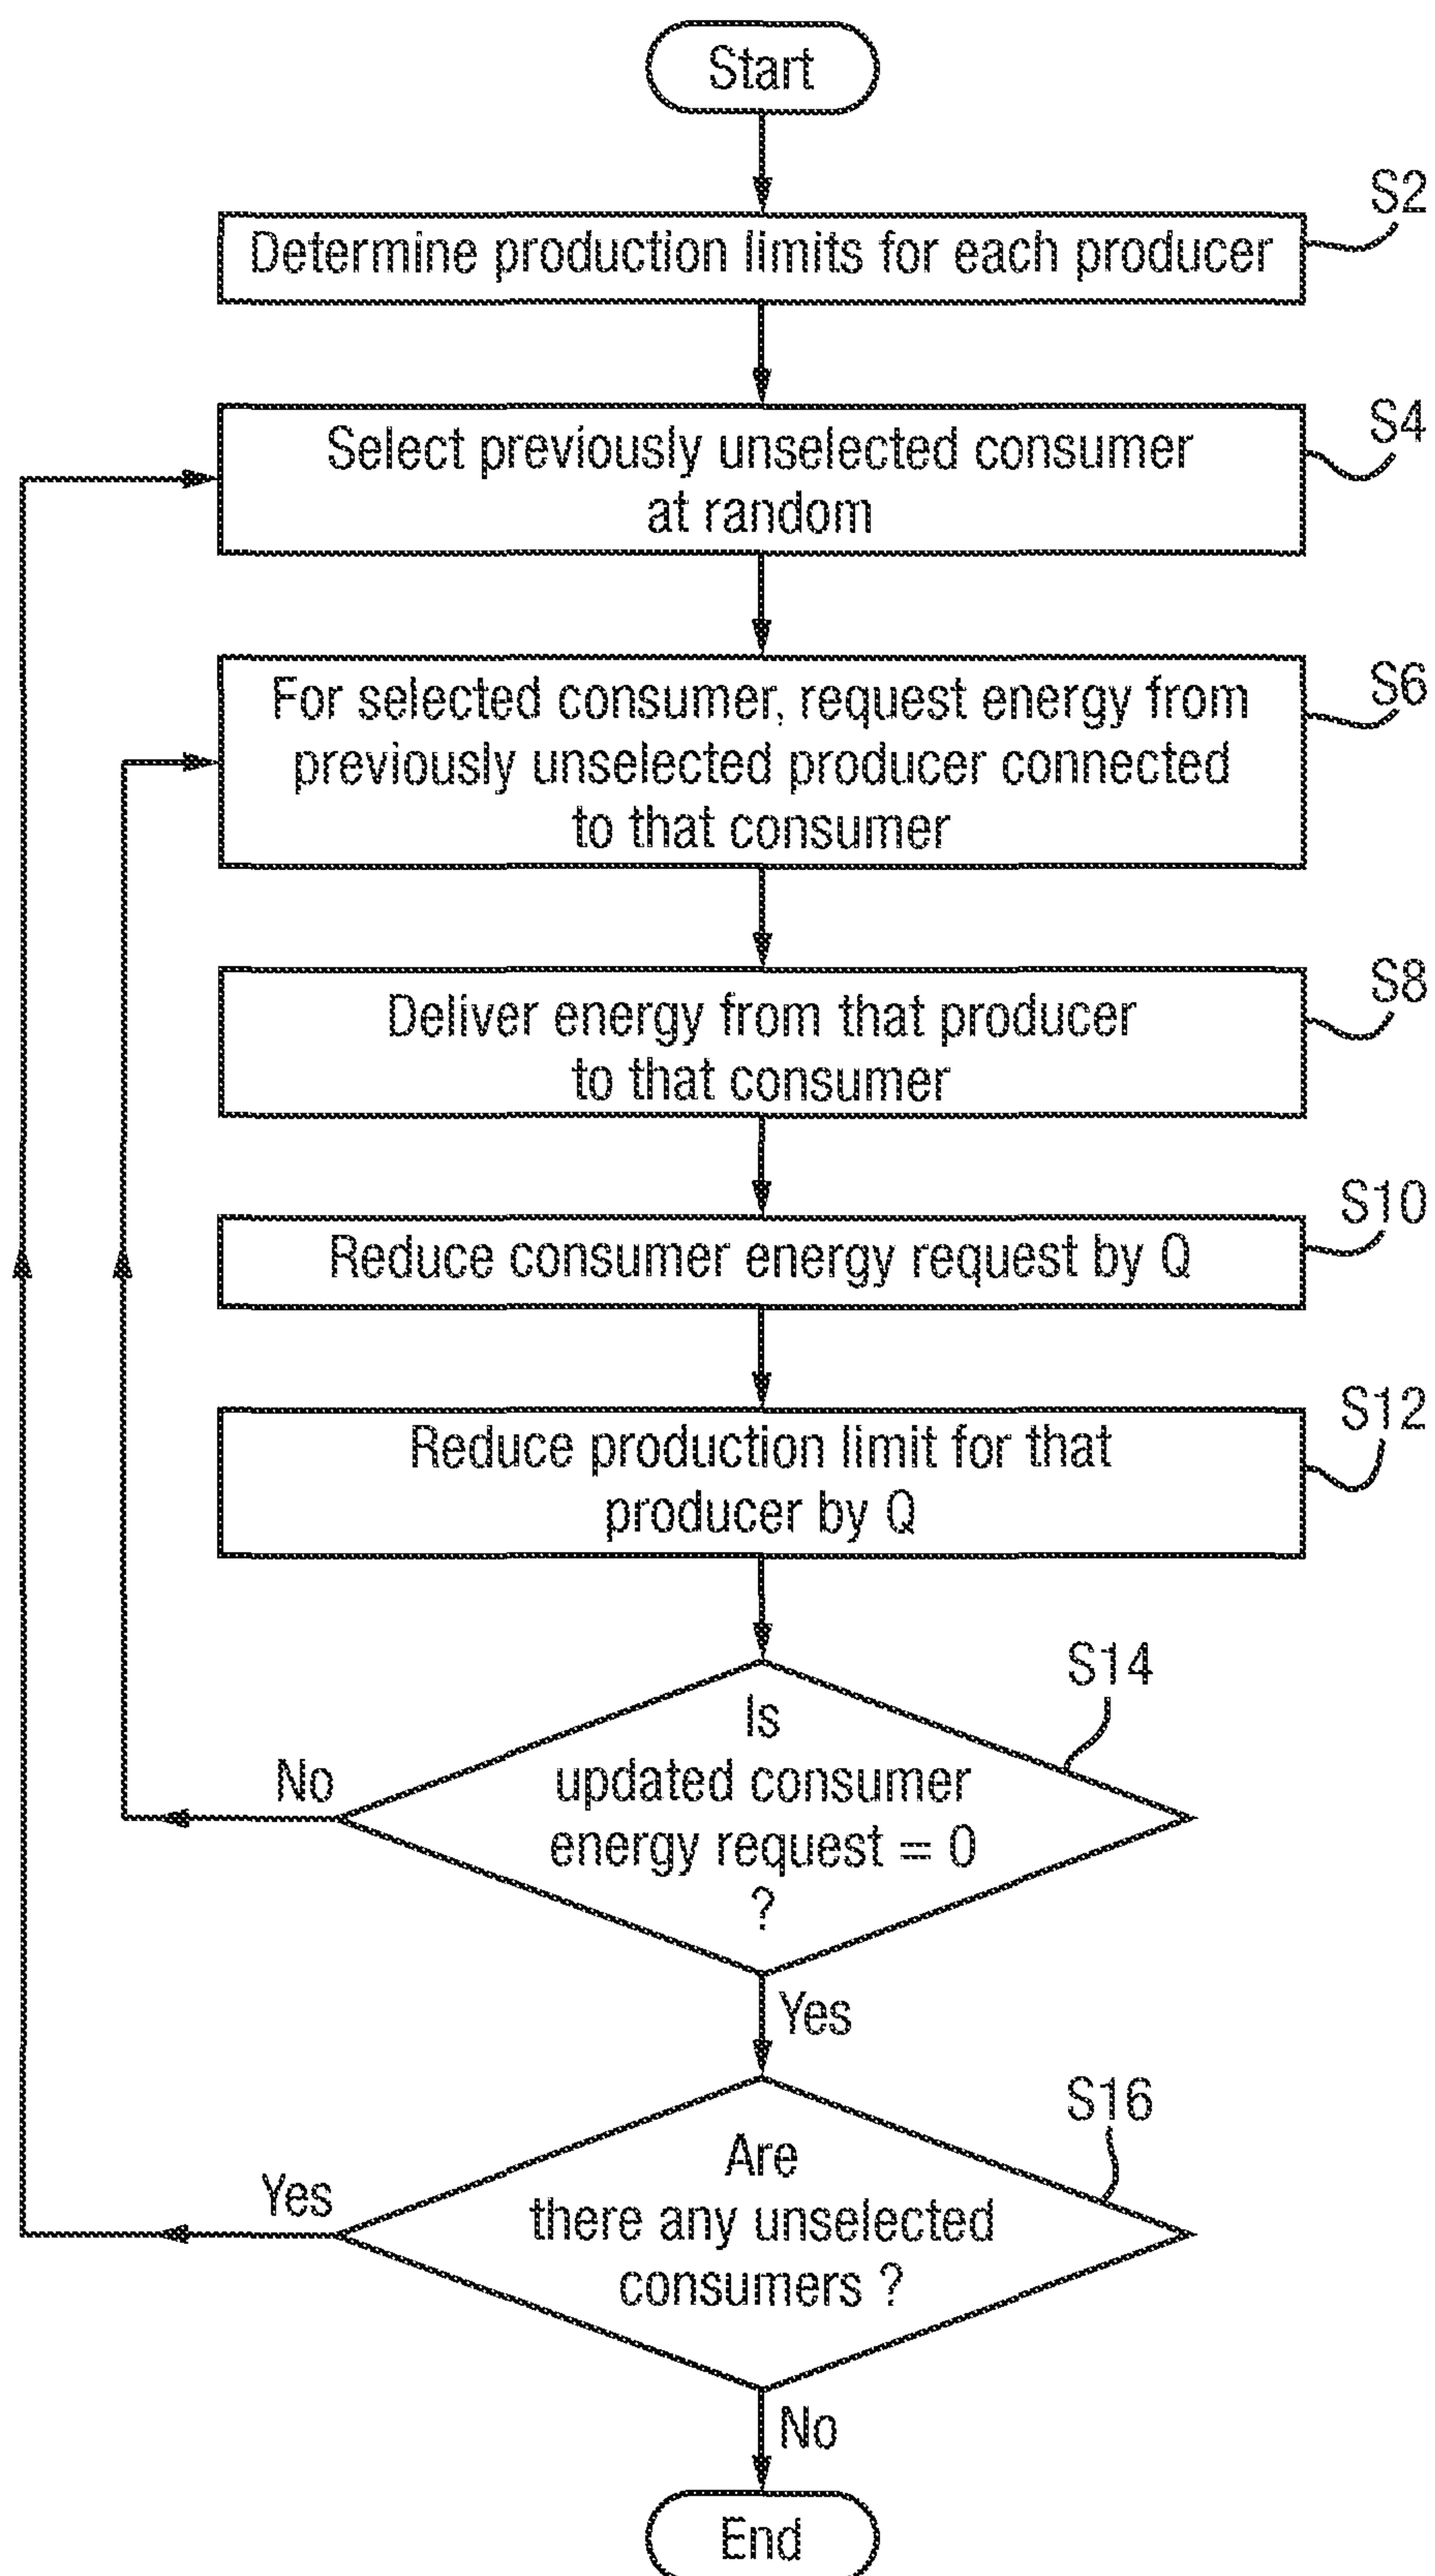 Start
S2
Determine production limits for each producer
S4
Select previously unselected consumer
at random
S6
For selected consumer, request energy from
previously unselected producer connected
to that consumer
S8
Deliver energy from that producer
to that consumer
S10
Reduce consumer energy request by Q
S12
Reduce production limit for that
producer by Q
S14
Is
updated consumer
energy request = 0
?
No
Yes
S16
Are
there any unselected
consumers ?
Yes
No
End